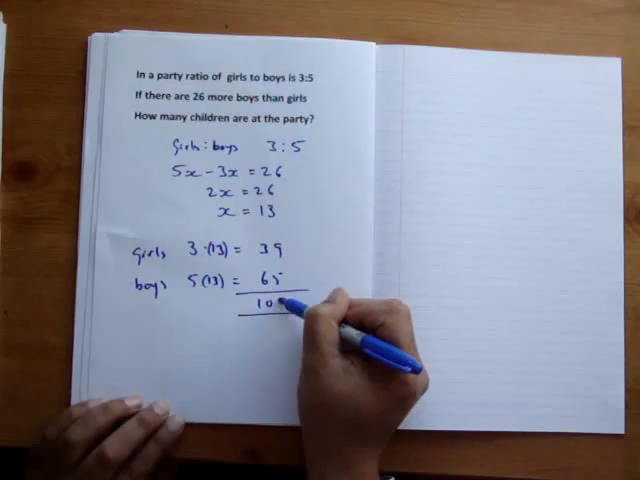 In a party ratio of girls to boys is 3:5
If there are 26 more boys than girls
How many children are at the party?
Girls : boys 3 : 5
5x - 3x = 26
2x = 26
x = 13
girls 3 · (13) = 39
boys 5 (13) = 65
10